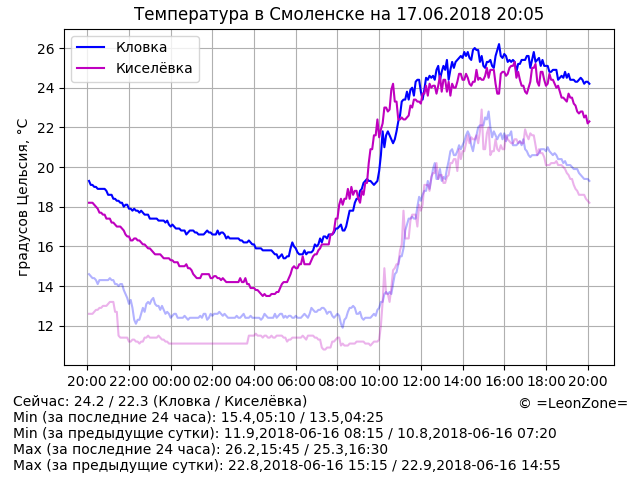 Температура в Смоленске на 17.06.2018 20:05
Кловка
Киселёвка
градусов Цельсия, °C
26
24
22
20
18
16
14
12
20:00 22:00 00:00 02:00 04:00 06:00 08:00 10:00 12:00 14:00 16:00 18:00 20:00
Сейчас: 24.2 / 22.3 (Кловка / Киселёвка)
© =LeonZone=
Min (за последние 24 часа): 15.4,05:10 / 13.5,04:25
Min (за предыдущие сутки): 11.9,2018-06-16 08:15 / 10.8,2018-06-16 07:20
Max (за последние 24 часа): 26.2,15:45 / 25.3,16:30
Max (за предыдущие сутки): 22.8,2018-06-16 15:15 / 22.9,2018-06-16 14:55